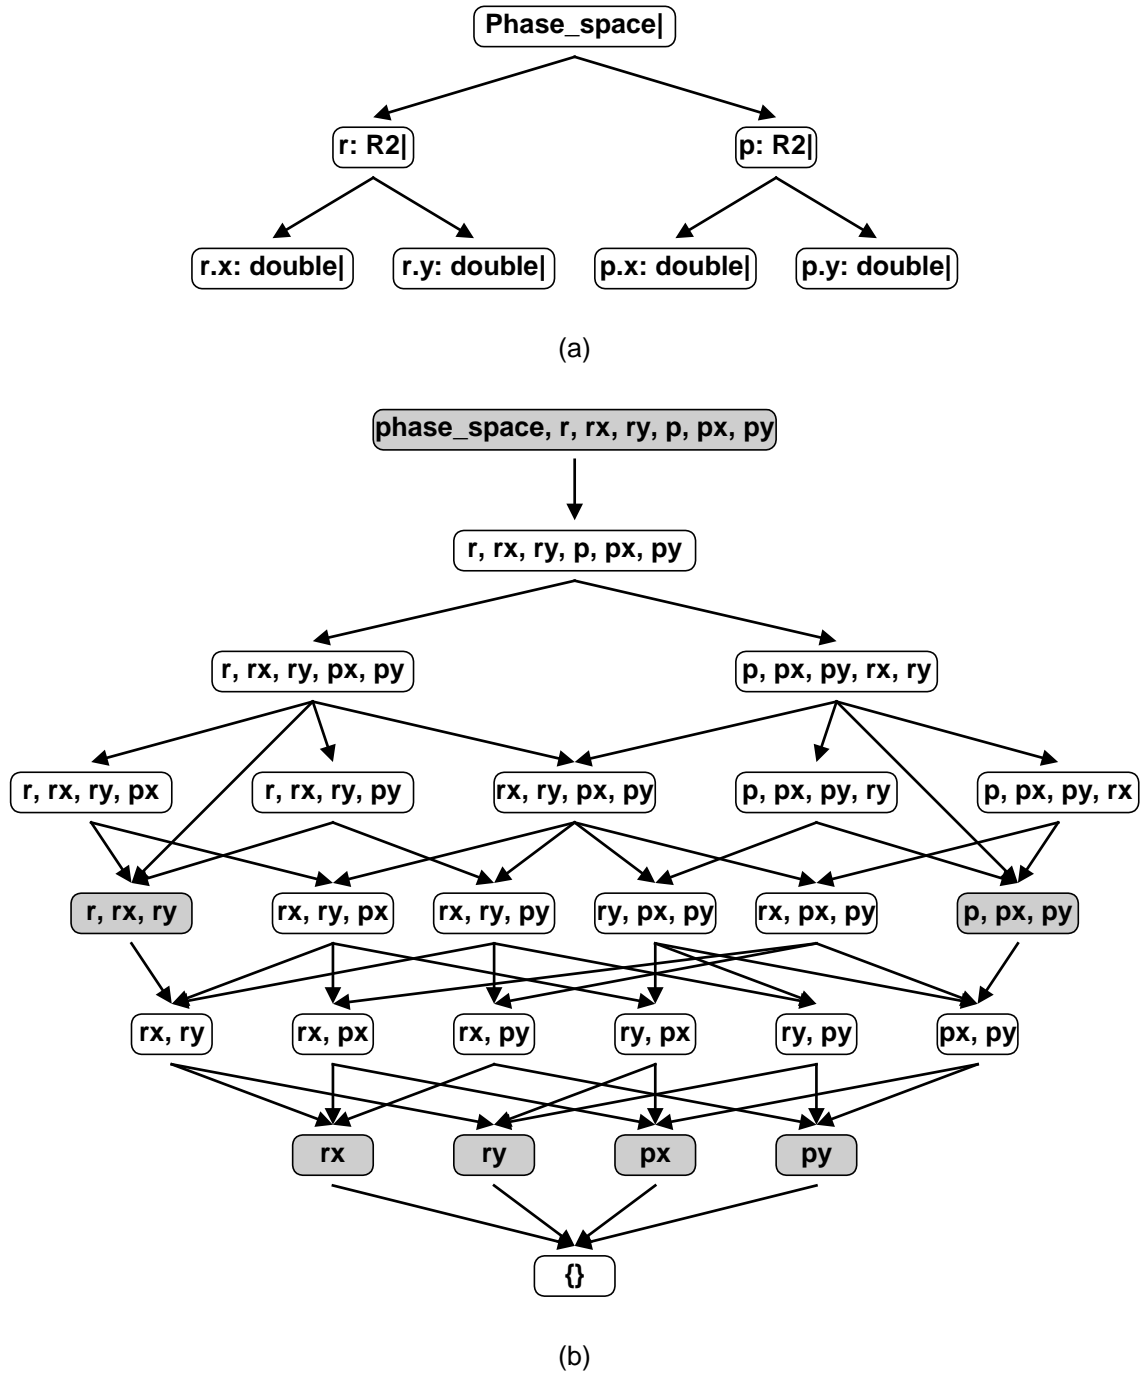 Phase_space|
r: R2| p: R2|
r.x: double| r.y: double| p.x: double| p.y: double|
(a)
phase_space, r, rx, ry, p, px, py
r, rx, ry, p, px, py
r, rx, ry, px, py p, px, py, rx, ry
r, rx, ry, px r, rx, ry, py rx, ry, px, py p, px, py, ry p, px, py, rx
r, rx, ry rx, ry, px rx, ry, py ry, px, py rx, px, py p, px, py
rx, ry rx, px rx, py ry, px ry, py px, py
rx ry px py
{}
(b)